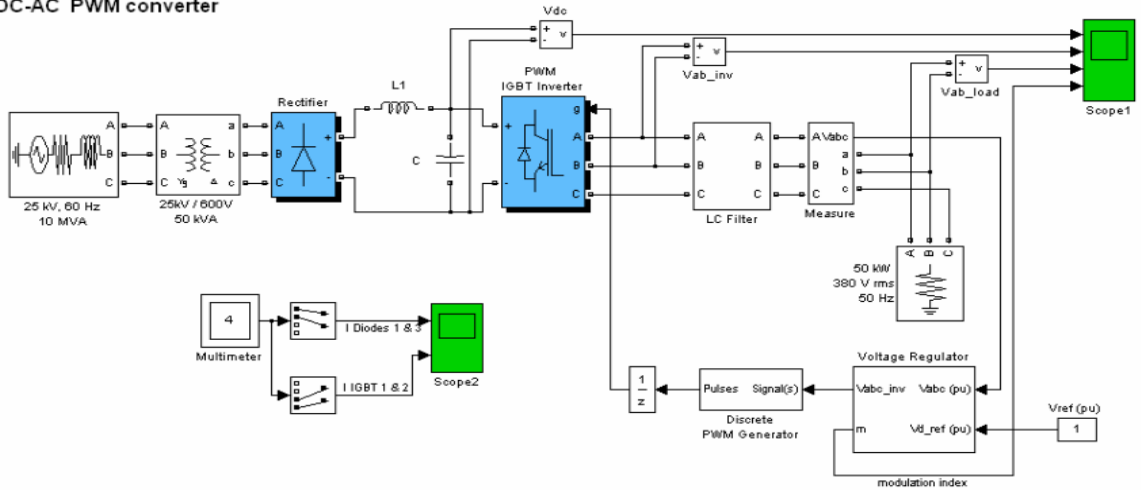 DC-AC PWM converter
Vdc
+ v
-
Vab_inv
+ v
-
Vab_load
+ v
-
Scope1
Rectifier
A +
B
C -
L1
C
PWM
IGBT Inverter
+ g
A
B
- C
A
B
C
25 kV, 60 Hz
10 MVA
A a
B b
C c
Yg Δ
25kV / 600V
50 kVA
A A
B B
C C
LC Filter
A Vabc
a
B b
C c
Measure
A B C
50 kW
380 V rms
50 Hz
4
Multimeter
I Diodes 1 & 3
I IGBT 1 & 2
Scope2
1
z
Pulses Signal(s)
Discrete
PWM Generator
Voltage Regulator
Vabc_inv Vabc (pu)
m Vd_ref (pu)
modulation index
Vref (pu)
1